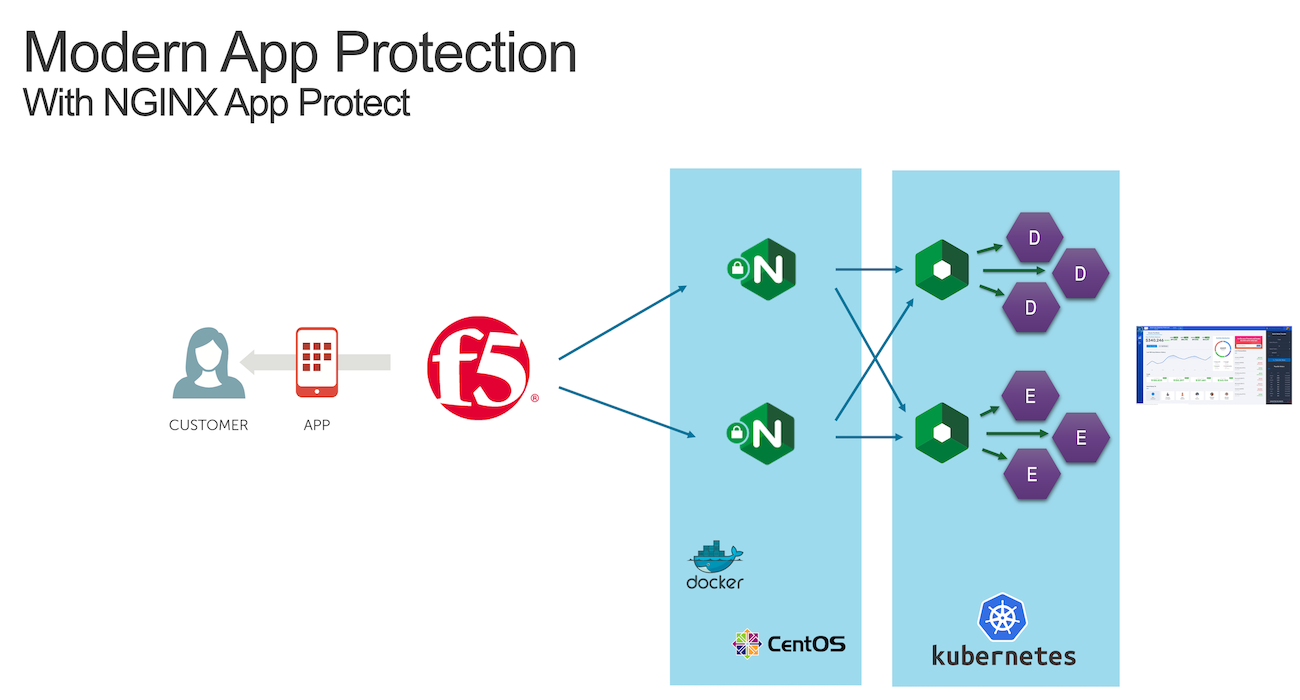 Modern App Protection
With NGINX App Protect
CUSTOMER
APP
f5
®
N
N
D
D
D
E
E
E
docker
CentOS
kubernetes